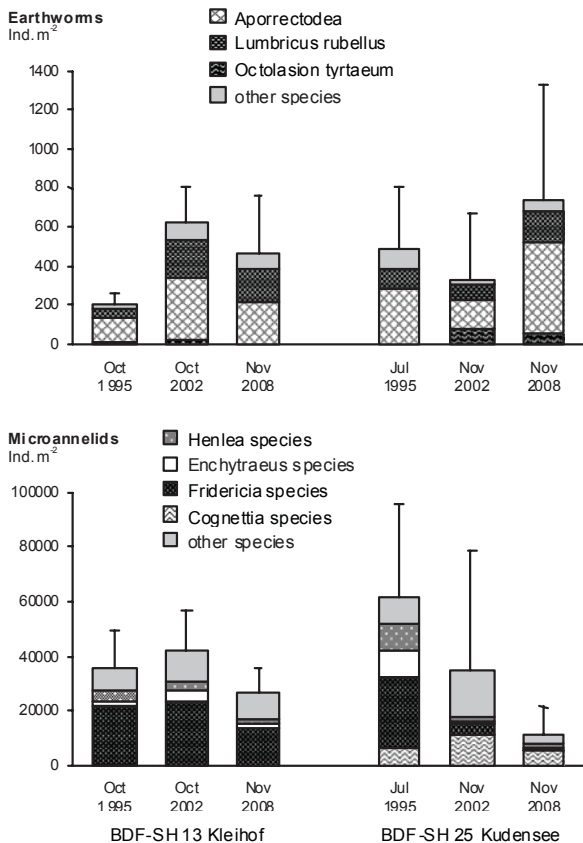 Earthworms
Ind. m-2
Aporrectodea
Lumbricus rubellus
Octolasion tyrtaeum
other species
1400
1200
1000
800
600
400
200
0
Oct 1995
Oct 2002
Nov 2008
Jul 1995
Nov 2002
Nov 2008
Microannelids
Ind. m-2
Henlea species
Enchytraeus species
Fridericia species
Cognettia species
other species
100000
80000
60000
40000
20000
0
Oct 1995
Oct 2002
Nov 2008
Jul 1995
Nov 2002
Nov 2008
BDF-SH 13 Kleihof
BDF-SH 25 Kudensee